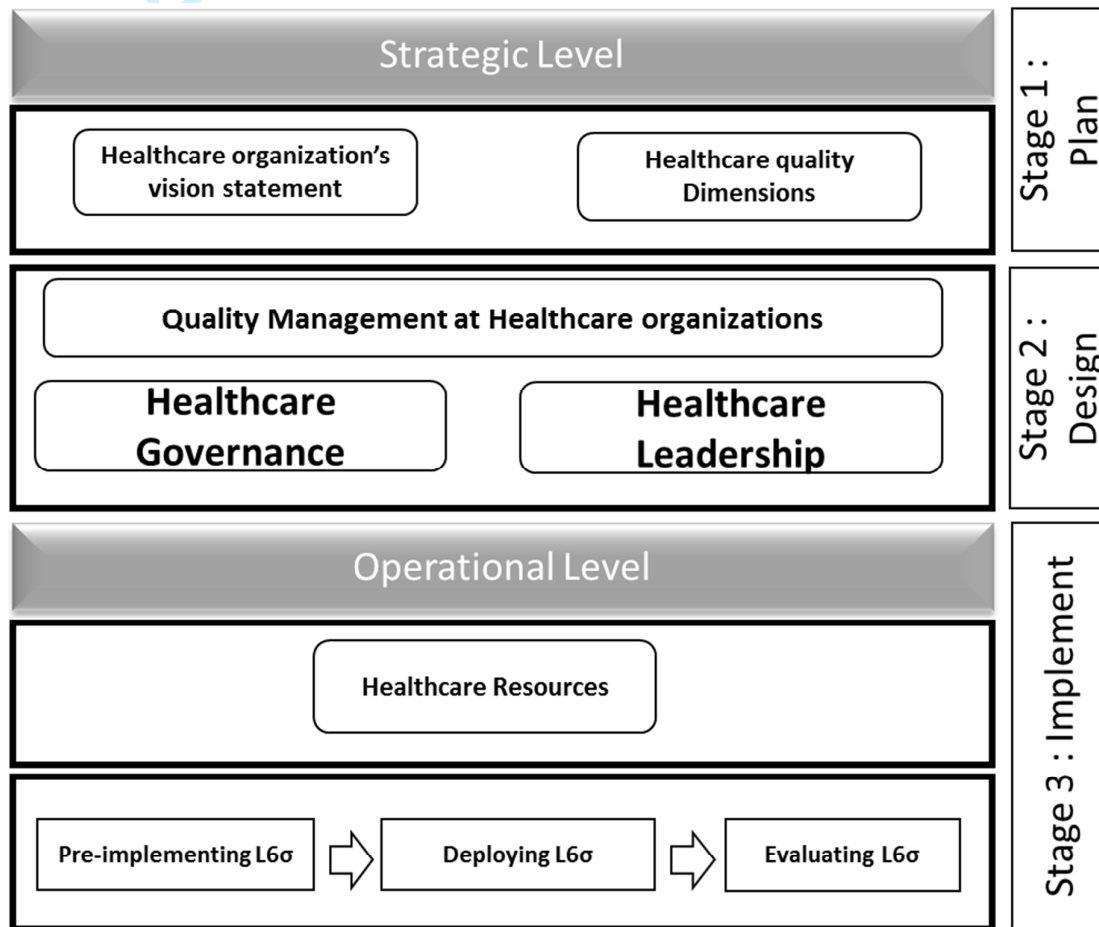 Strategic Level
Stage 1 :
Plan
Healthcare organization’s
vision statement
Healthcare quality
Dimensions
Quality Management at Healthcare organizations
Stage 2 :
Design
Healthcare
Governance
Healthcare
Leadership
Operational Level
Stage 3 : Implement
Healthcare Resources
Pre-implementing L6σ
Deploying L6σ
Evaluating L6σ